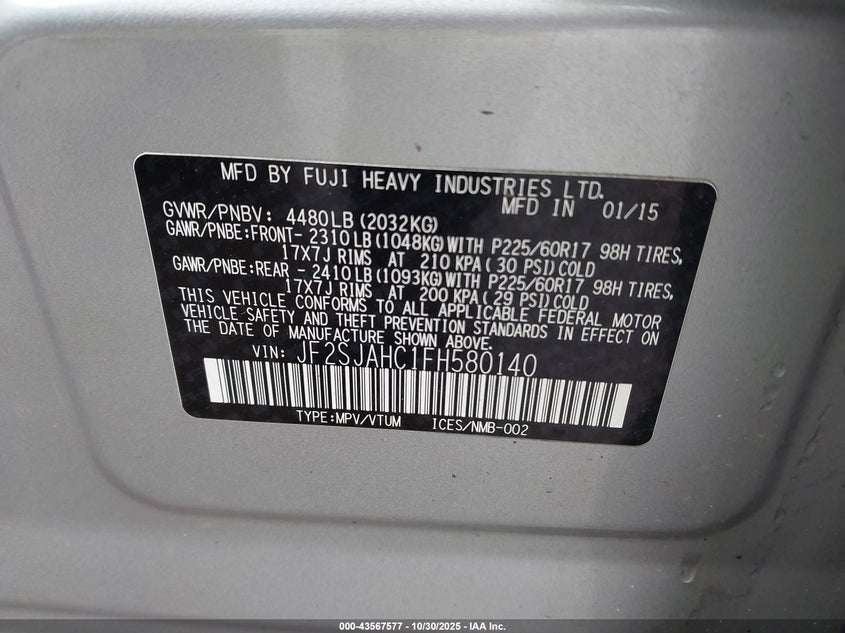 MFD BY FUJI HEAVY INDUSTRIES LTD.
MFD IN 01/15
GVWR/PNBV: 4480LB(2032KG)
GAWR/PNBE:FRONT- 2310LB(1048KG)WITH P225/60R17 98H TIRES,
17X7J RIMS AT 210 KPA( 30 PSI)COLD
GAWR/PNBE:REAR - 2410LB(1093KG)WITH P225/60R17 98H TIRES,
17X7J RIMS AT 200 KPA( 29 PSI)COLD
THIS VEHICLE CONFORMS TO ALL APPLICABLE FEDERAL MOTOR
VEHICLE SAFETY AND THEFT PREVENTION STANDARDS IN EFFECT ON
THE DATE OF MANUFACTURE SHOWN ABOVE.
VIN: JF2SJAHC1FH580140
TYPE:MPV/VTUM ICES/NMB-002
000-43567577 - 10/30/2025 - IAA Inc.